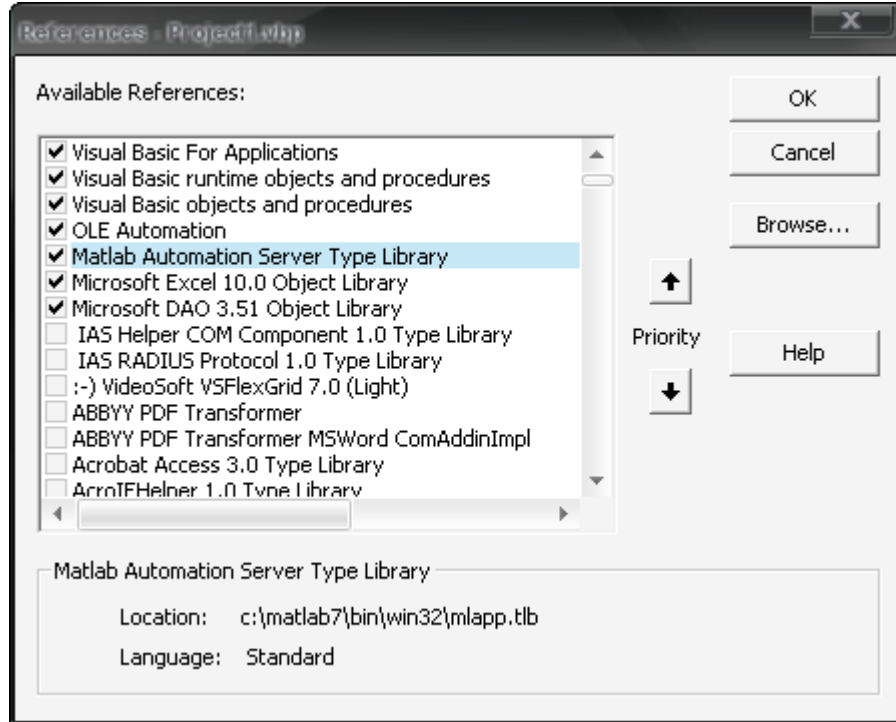 References - Project1.vbp
Available References:
OK
Visual Basic For Applications
Cancel
Visual Basic runtime objects and procedures
Visual Basic objects and procedures
Browse...
OLE Automation
Matlab Automation Server Type Library
Microsoft Excel 10.0 Object Library
Microsoft DAO 3.51 Object Library
IAS Helper COM Component 1.0 Type Library
Priority
Help
IAS RADIUS Protocol 1.0 Type Library
:-) VideoSoft VSFlexGrid 7.0 (Light)
ABBYY PDF Transformer
ABBYY PDF Transformer MSWord ComAddinImpl
Acrobat Access 3.0 Type Library
AcroIEHelper 1.0 Type Library
Matlab Automation Server Type Library
Location: c:\matlab7\bin\win32\mlapp.tlb
Language: Standard